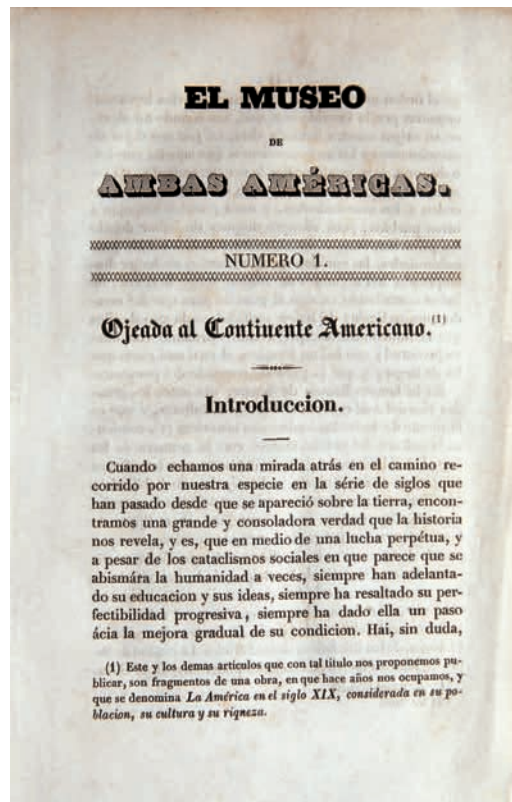 EL MUSEO
DE
AMBAS AMÉRICAS.
NUMERO 1.
Ojeada al Continente Americano.(1)
Introduccion.
Cuando echamos una mirada atrás en el camino re-
corrido por nuestra especie en la série de siglos que
han pasado desde que se apareció sobre la tierra, encon-
tramos una grande y consoladora verdad que la historia
nos revela, y es, que en medio de una lucha perpétua, y
a pesar de los cataclismos sociales en que parece que se
abismára la humanidad a veces, siempre han adelanta-
do su educacion y sus ideas, siempre ha resaltado su per-
fectibilidad progresiva, siempre ha dado ella un paso
ácia la mejora gradual de su condicion. Hai, sin duda,
(1) Este y los demas articulos que con tal titulo nos proponemos pu-
blicar, son fragmentos de una obra, en que hace años nos ocupamos, y
que se denomina La América en el siglo XIX, considerada en su po-
blacion, su cultura y su riqneza.